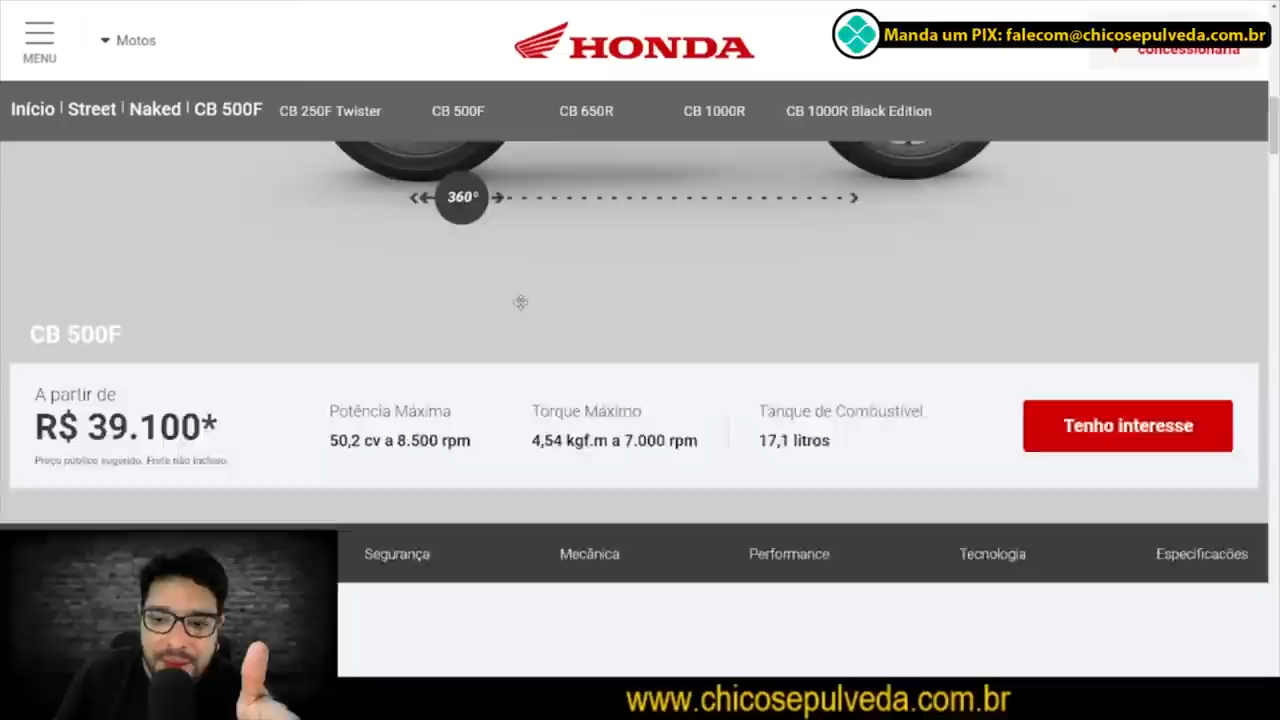 MENU
Motos
HONDA
Manda um PIX: falecom@chicosepulveda.com.br
concessionária
Início | Street | Naked | CB 500F
CB 250F Twister
CB 500F
CB 650R
CB 1000R
CB 1000R Black Edition
360º
CB 500F
A partir de
R$ 39.100*
Preço público sugerido. Frete não incluso.
Potência Máxima
50,2 cv a 8.500 rpm
Torque Máximo
4,54 kgf.m a 7.000 rpm
Tanque de Combustível
17,1 litros
Tenho interesse
Segurança
Mecânica
Performance
Tecnologia
Especificações
www.chicosepulveda.com.br